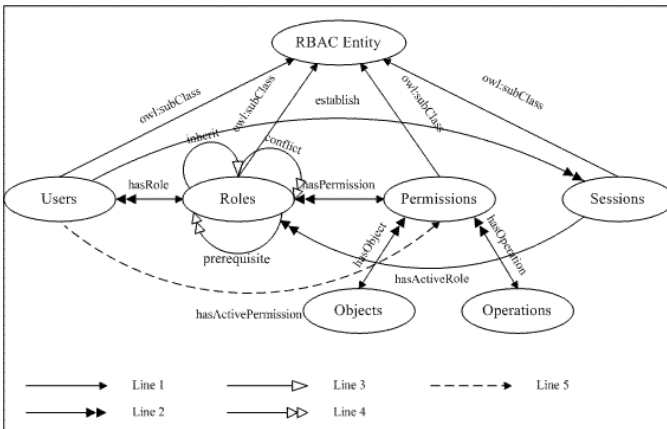 RBAC Entity
owl:subClass
owl:subClass
owl:subClass
owl:subClass
establish
inherit
conflict
Users
hasRole
Roles
hasPermission
Permissions
Sessions
prerequisite
hasObject
hasOperation
hasActiveRole
hasActivePermission
Objects
Operations
Line 1
Line 3
Line 5
Line 2
Line 4